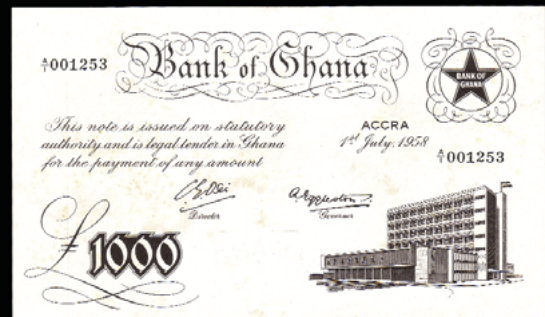 A/1 001253
Bank of Ghana
BANK OF
GHANA
This note is issued on statutory
authority and is legal tender in Ghana
for the payment of any amount
ACCRA
1st July, 1958
A/1 001253
Director
Governor
£1000